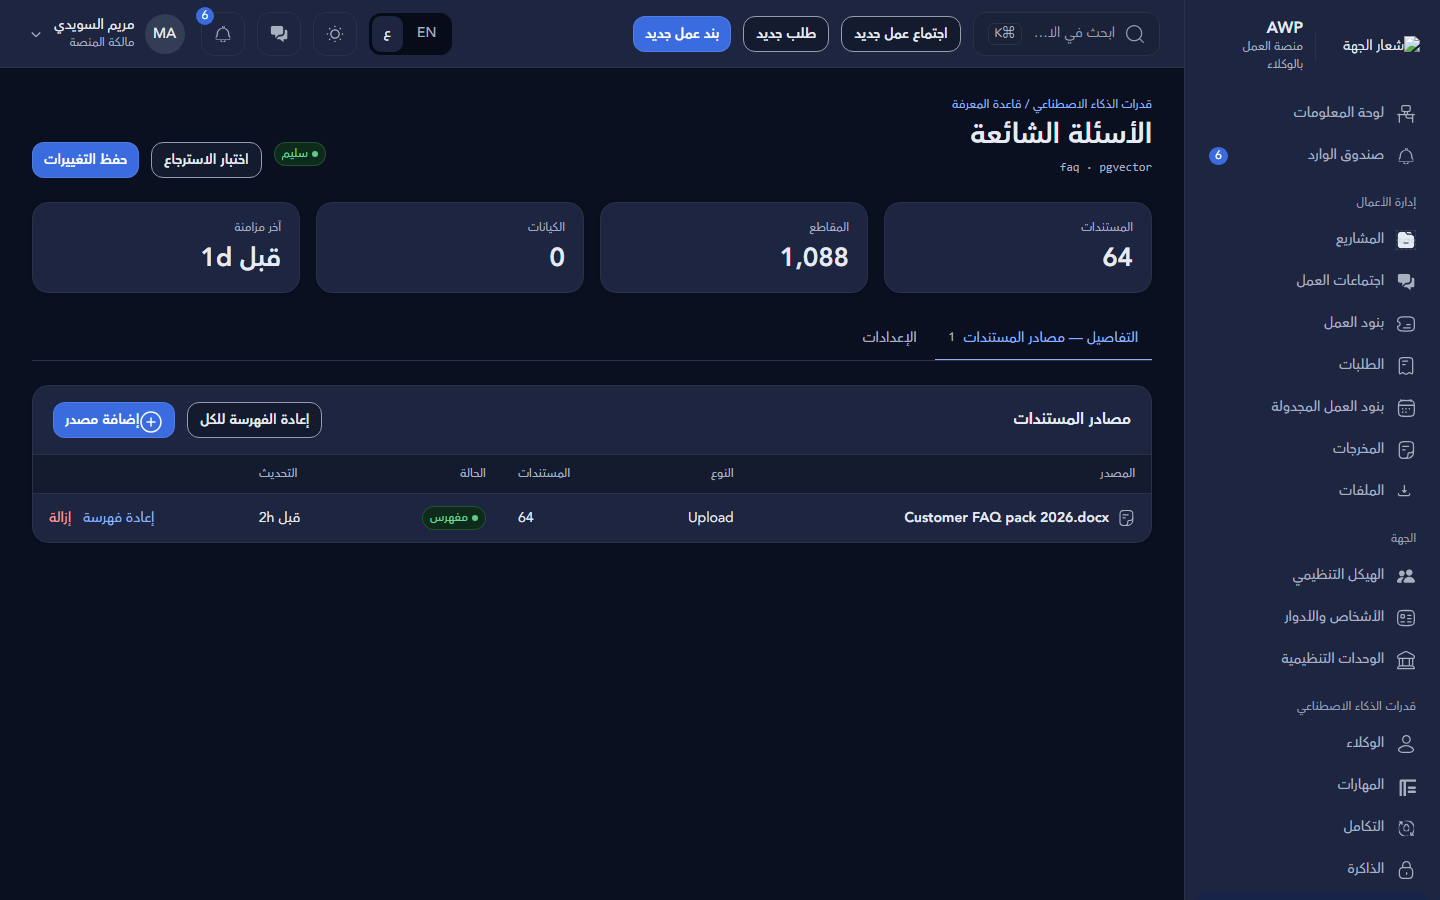 شعار الجهة
AWP
منصة العمل
بالوكلاء
لوحة المعلومات
صندوق الوارد
6
إدارة الأعمال
المشاريع
اجتماعات العمل
بنود العمل
الطلبات
بنود العمل المجدولة
المخرجات
الملفات
الجهة
الهيكل التنظيمي
الأشخاص والأدوار
الوحدات التنظيمية
قدرات الذكاء الاصطناعي
الوكلاء
المهارات
التكامل
الذاكرة
ابحث في الا...
⌘K
اجتماع عمل جديد
طلب جديد
بند عمل جديد
EN
ع
6
MA
مريم السويدي
مالكة المنصة
قدرات الذكاء الاصطناعي / قاعدة المعرفة
الأسئلة الشائعة
faq · pgvector
سليم
اختبار الاسترجاع
حفظ التغييرات
المستندات
64
المقاطع
1,088
الكيانات
0
آخر مزامنة
قبل 1d
التفاصيل — مصادر المستندات 1
الإعدادات
مصادر المستندات
إعادة الفهرسة للكل
إضافة مصدر
المصدر
النوع
المستندات
الحالة
التحديث
Customer FAQ pack 2026.docx
Upload
64
مفهرس
قبل 2h
إعادة فهرسة
إزالة